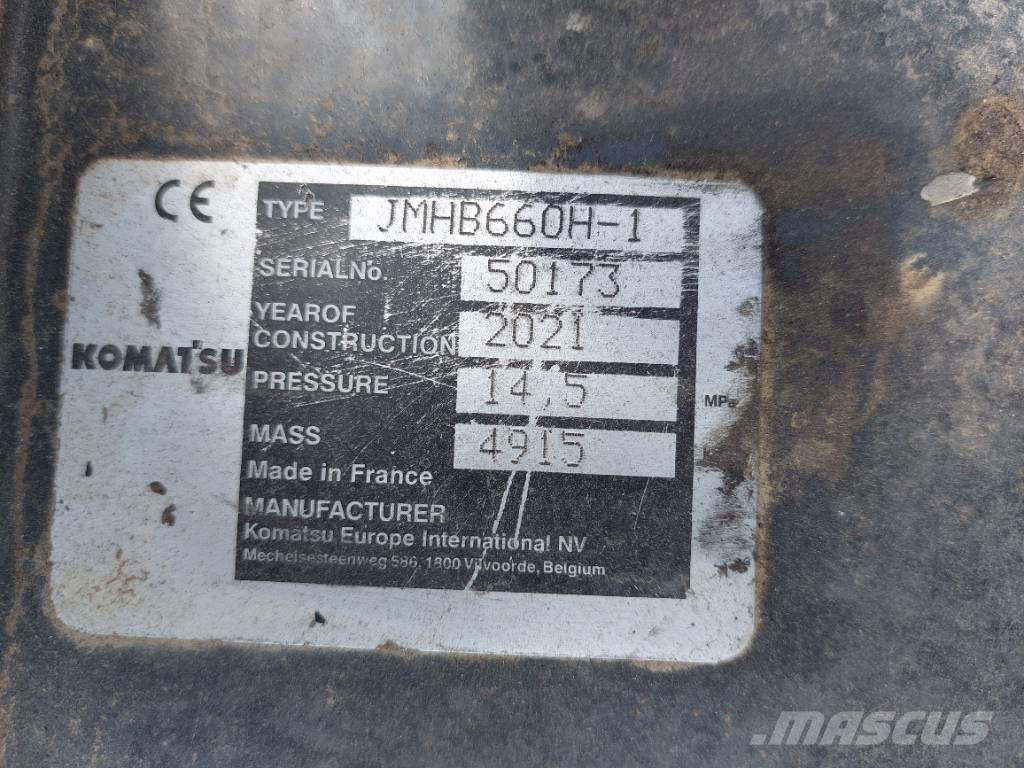 CE
TYPE JMHB660H-1
SERIALNo. 50173
YEAROF
CONSTRUCTION 2021
KOMATSU
PRESSURE 14,5 MPa
MASS 4915
Made in France
MANUFACTURER
Komatsu Europe International NV
Mechelsesteenweg 586, 1800 Vilvoorde, Belgium
MASCUS